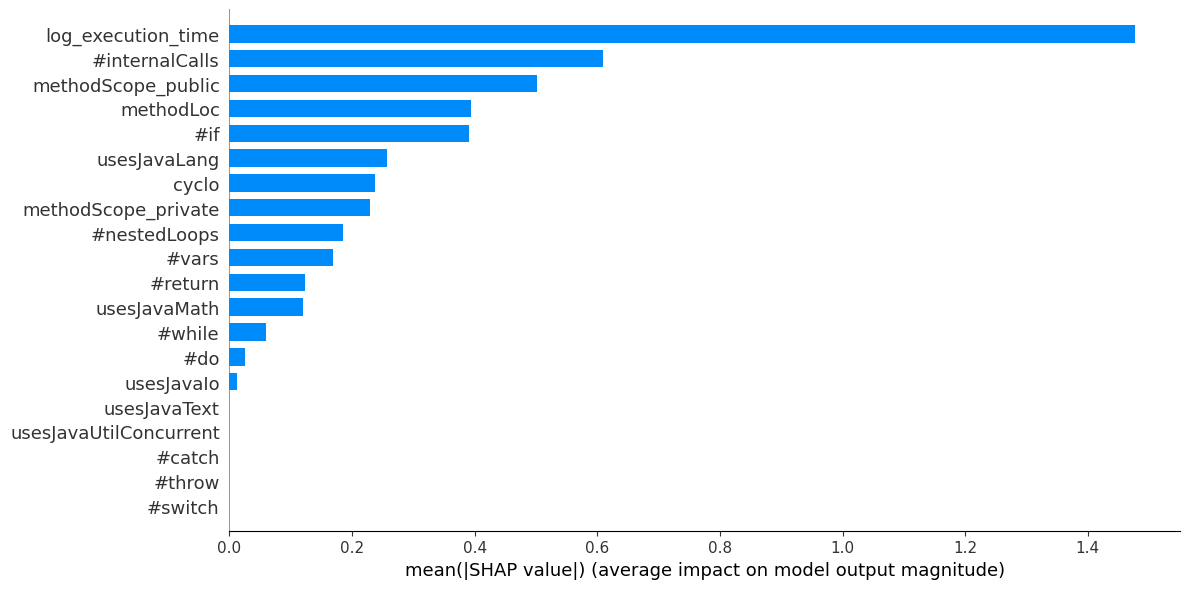 log_execution_time
#internalCalls
methodScope_public
methodLoc
#if
usesJavaLang
cyclo
methodScope_private
#nestedLoops
#vars
#return
usesJavaMath
#while
#do
usesJavaIo
usesJavaText
usesJavaUtilConcurrent
#catch
#throw
#switch
0.0 0.2 0.4 0.6 0.8 1.0 1.2 1.4
mean(|SHAP value|) (average impact on model output magnitude)